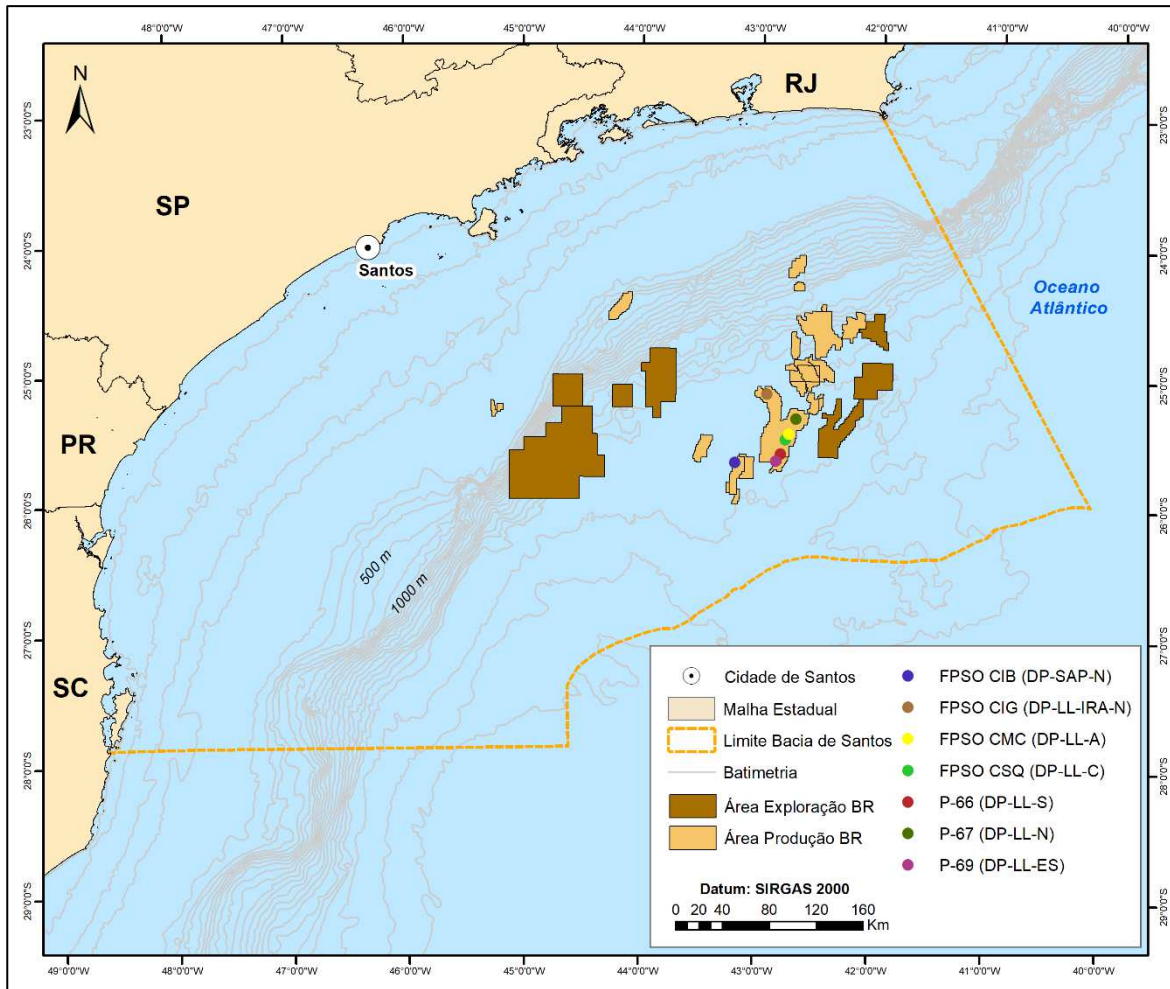 48°0'0"W
47°0'0"W
46°0'0"W
45°0'0"W
44°0'0"W
43°0'0"W
42°0'0"W
41°0'0"W
40°0'0"W
N
RJ
23°0'0"S
23°0'0"S
SP
24°0'0"S
24°0'0"S
Santos
Oceano
Atlântico
25°0'0"S
25°0'0"S
PR
26°0'0"S
26°0'0"S
500 m
1000 m
27°0'0"S
27°0'0"S
SC
28°0'0"S
28°0'0"S
29°0'0"S
29°0'0"S
Cidade de Santos
Malha Estadual
Limite Bacia de Santos
Batimetria
Área Exploração BR
Área Produção BR
FPSO CIB (DP-SAP-N)
FPSO CIG (DP-LL-IRA-N)
FPSO CMC (DP-LL-A)
FPSO CSQ (DP-LL-C)
P-66 (DP-LL-S)
P-67 (DP-LL-N)
P-69 (DP-LL-ES)
Datum: SIRGAS 2000
0 20 40 80 120 160
Km
49°0'0"W
48°0'0"W
47°0'0"W
46°0'0"W
45°0'0"W
44°0'0"W
43°0'0"W
42°0'0"W
41°0'0"W
40°0'0"W